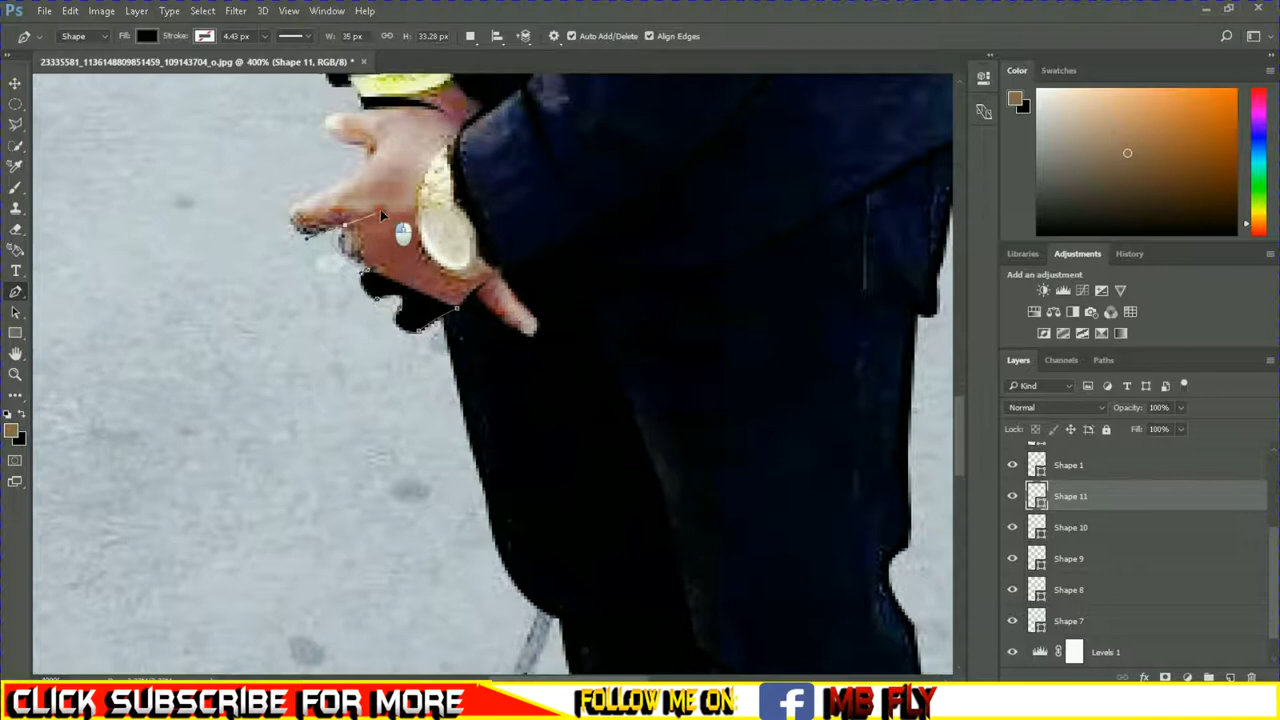 Ps File Edit Image Layer Type Select Filter 3D View Window Help
Shape Fill: Stroke: 4.43 px W: 35 px H: 33.28 px Auto Add/Delete Align Edges
23335581_1136148809851459_109143704_o.jpg @ 400% (Shape 11, RGB/8) *
Color Swatches
Libraries Adjustments History
Add an adjustment
Layers Channels Paths
Kind
Normal Opacity: 100%
Lock: Fill: 100%
Shape 1
Shape 11
Shape 10
Shape 9
Shape 8
Shape 7
Levels 1
CLICK SUBSCRIBE FOR MORE FOLLOW ME ON f MB FLY